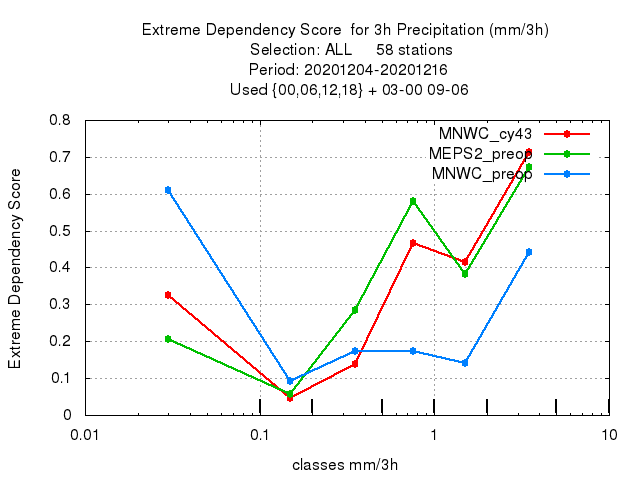 Extreme Dependency Score  for 3h Precipitation (mm/3h)
Selection: ALL     58 stations
Period: 20201204-20201216
Used {00,06,12,18} + 03-00 09-06
MNWC_cy43
MEPS2_preop
MNWC_preop
Extreme Dependency Score
0.8
0.7
0.6
0.5
0.4
0.3
0.2
0.1
0
0.01 0.1 1 10
classes mm/3h